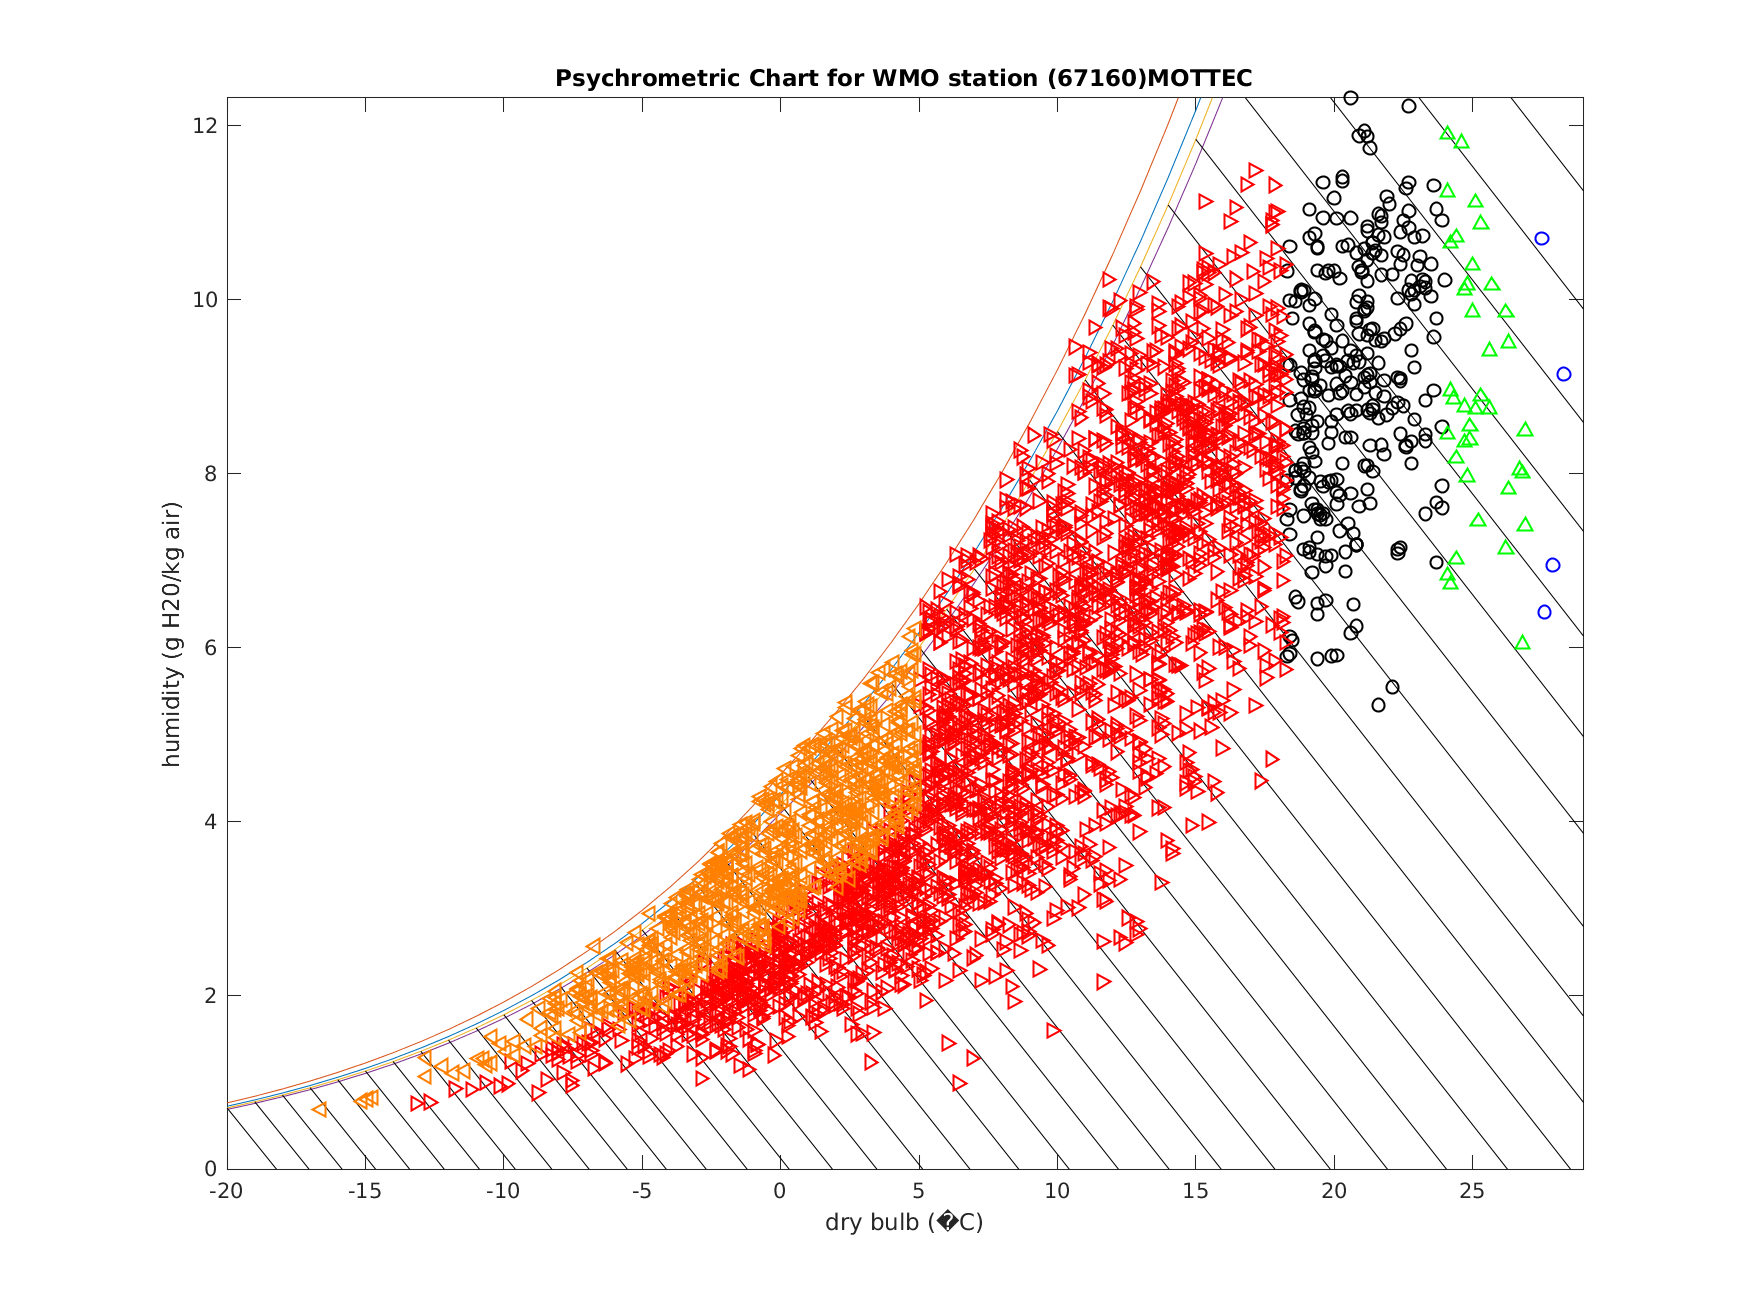 Psychrometric Chart for WMO station (67160)MOTTEC
12
10
8
6
4
2
0
humidity (g H20/kg air)
-20 -15 -10 -5 0 5 10 15 20 25
dry bulb (�C)